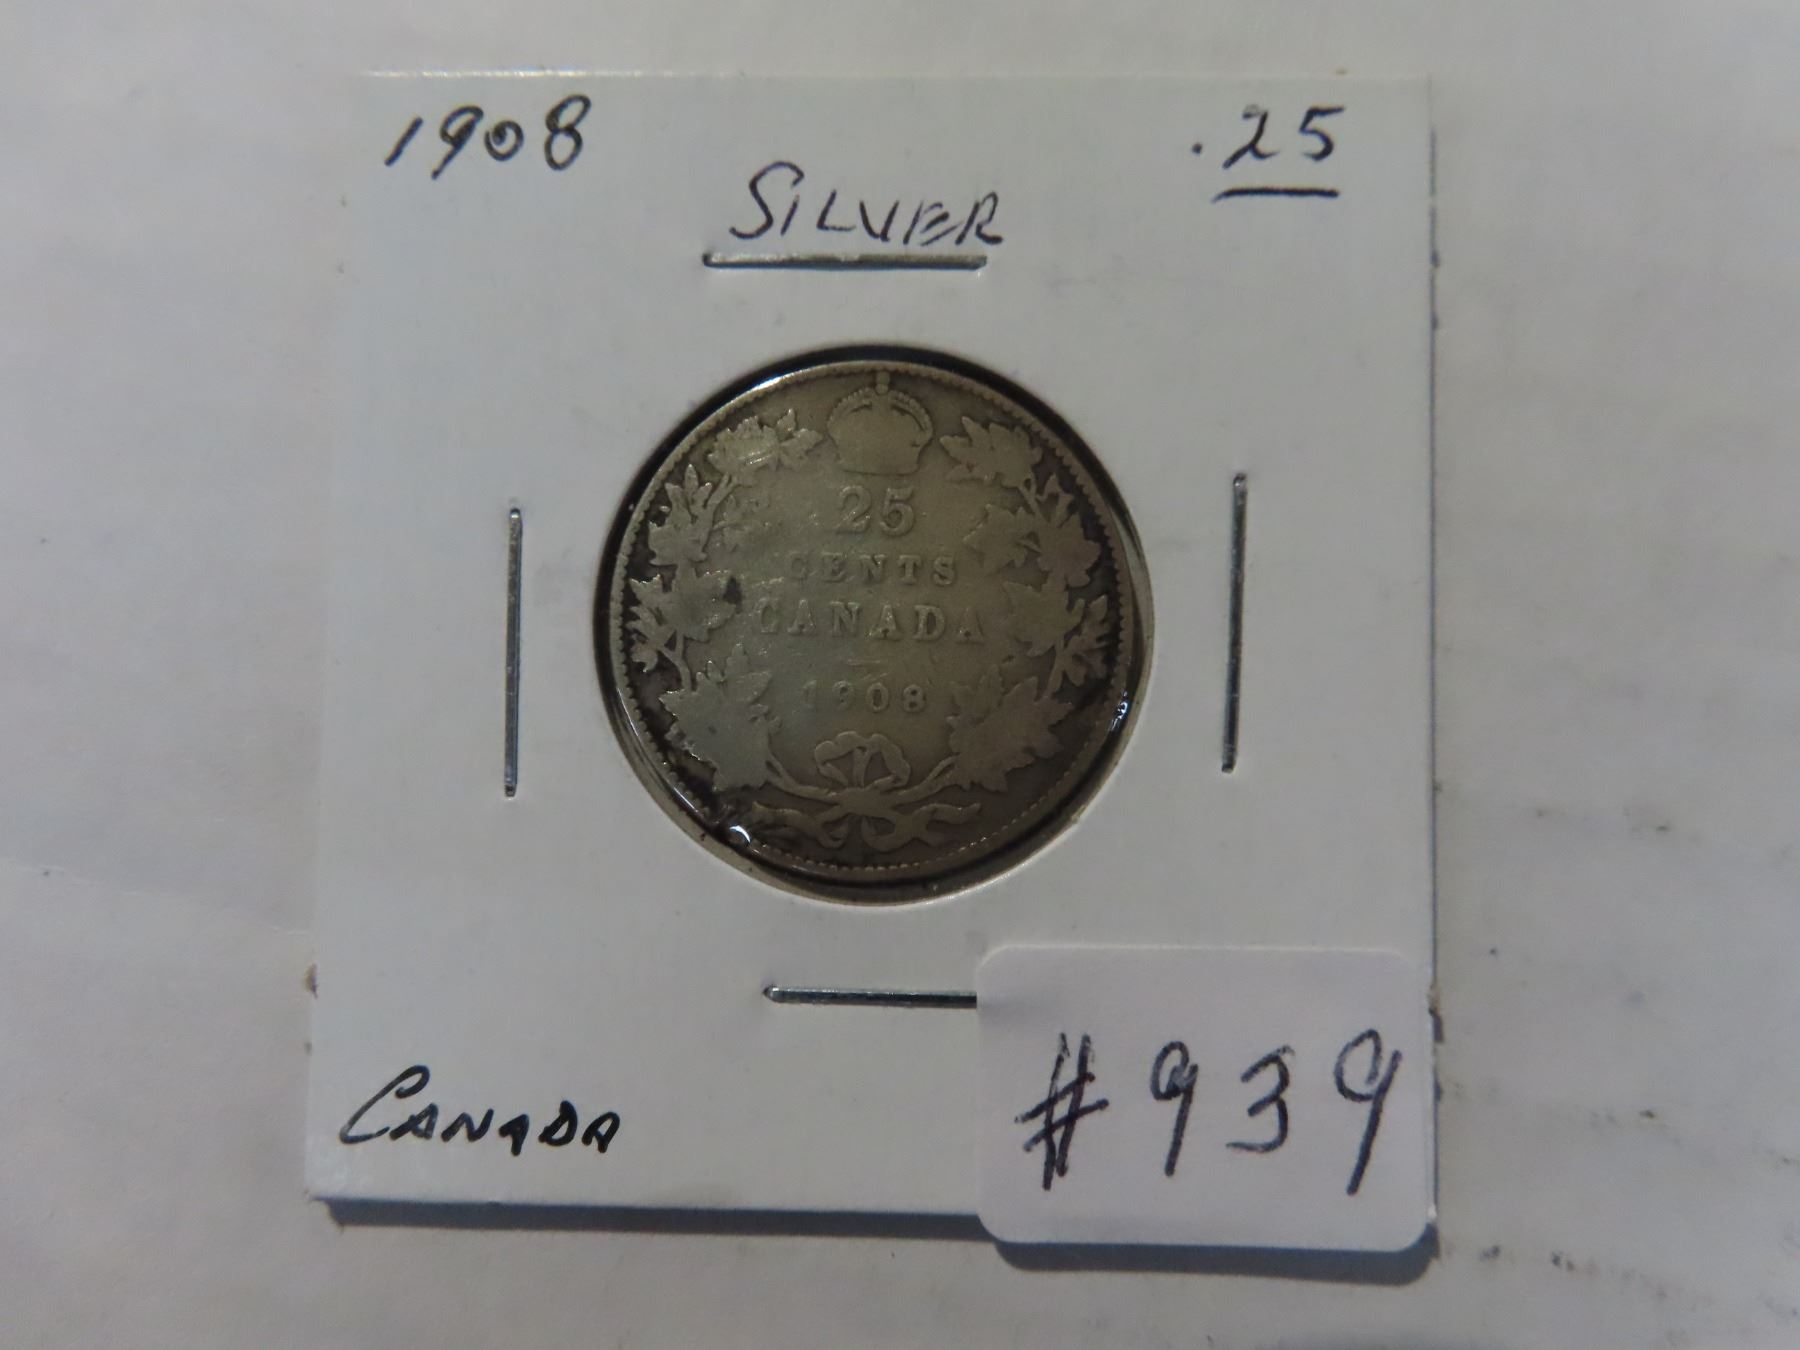 1908 .25
SILVER
25
CENTS
CANADA
1908
CANADA
#939